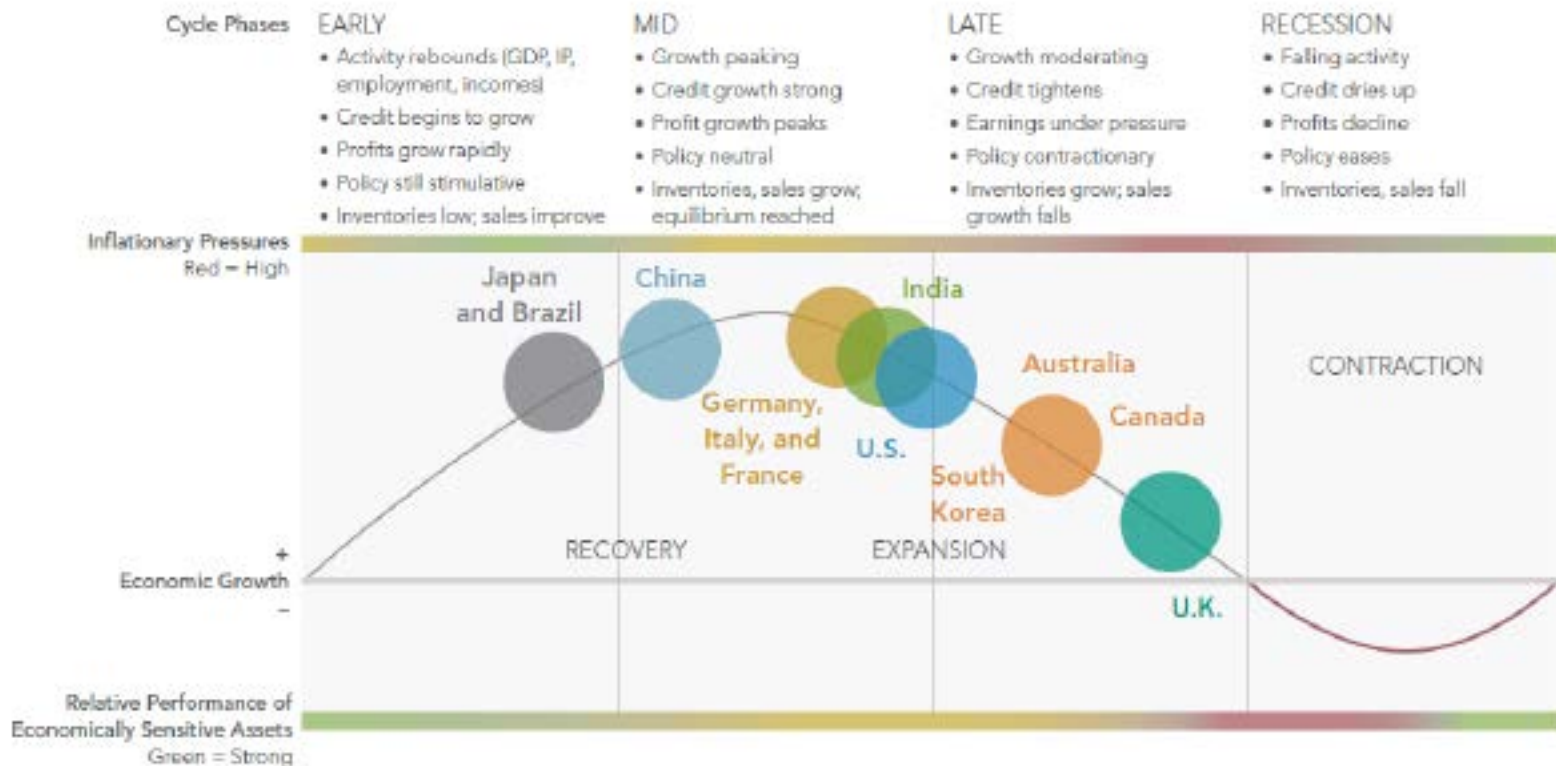 Cycle Phases
EARLY
• Activity rebounds (GDP, IP,
employment, incomes)
• Credit begins to grow
• Profits grow rapidly
• Policy still stimulative
• Inventories low; sales improve
MID
• Growth peaking
• Credit growth strong
• Profit growth peaks
• Policy neutral
• Inventories, sales grow;
equilibrium reached
LATE
• Growth moderating
• Credit tightens
• Earnings under pressure
• Policy contractionary
• Inventories grow; sales
growth falls
RECESSION
• Falling activity
• Credit dries up
• Profits decline
• Policy eases
• Inventories, sales fall
Inflationary Pressures
Red = High
Japan
and Brazil
China
India
Germany,
Italy, and
France
U.S.
Australia
Canada
South
Korea
CONTRACTION
RECOVERY
EXPANSION
+
Economic Growth
–
U.K.
Relative Performance of
Economically Sensitive Assets
Green = Strong